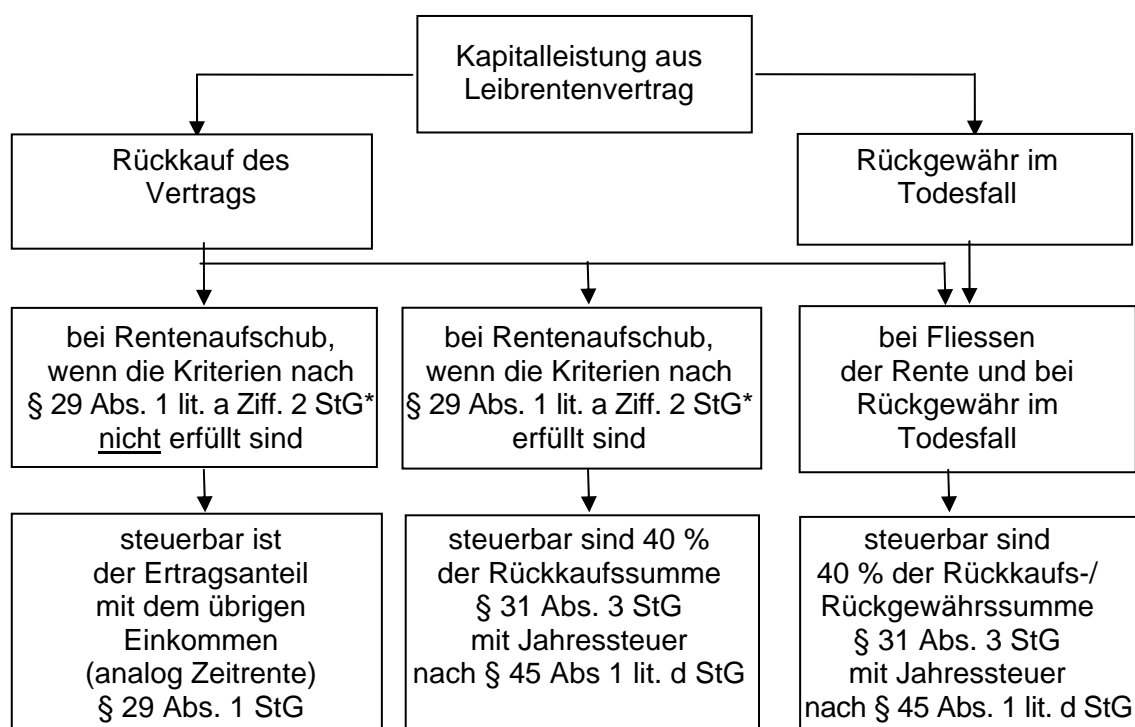 Kapitalleistung aus
Leibrentenvertrag
Rückkauf des
Vertrags
Rückgewähr im
Todesfall
bei Rentenaufschub,
wenn die Kriterien nach
§ 29 Abs. 1 lit. a Ziff. 2 StG*
nicht erfüllt sind
bei Rentenaufschub,
wenn die Kriterien nach
§ 29 Abs. 1 lit. a Ziff. 2 StG*
erfüllt sind
bei Fliessen
der Rente und bei
Rückgewähr im
Todesfall
steuerbar ist
der Ertragsanteil
mit dem übrigen
Einkommen
(analog Zeitrente)
§ 29 Abs. 1 StG
steuerbar sind 40 %
der Rückkaufssumme
§ 31 Abs. 3 StG
mit Jahressteuer
nach § 45 Abs 1 lit. d StG
steuerbar sind
40 % der Rückkaufs-/
Rückgewährssumme
§ 31 Abs. 3 StG
mit Jahressteuer
nach § 45 Abs. 1 lit. d StG